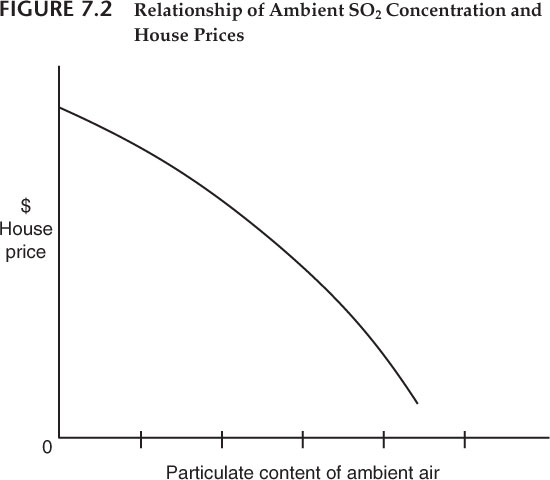 FIGURE 7.2 Relationship of Ambient SO₂ Concentration and
House Prices
$
House
price
0
Particulate content of ambient air